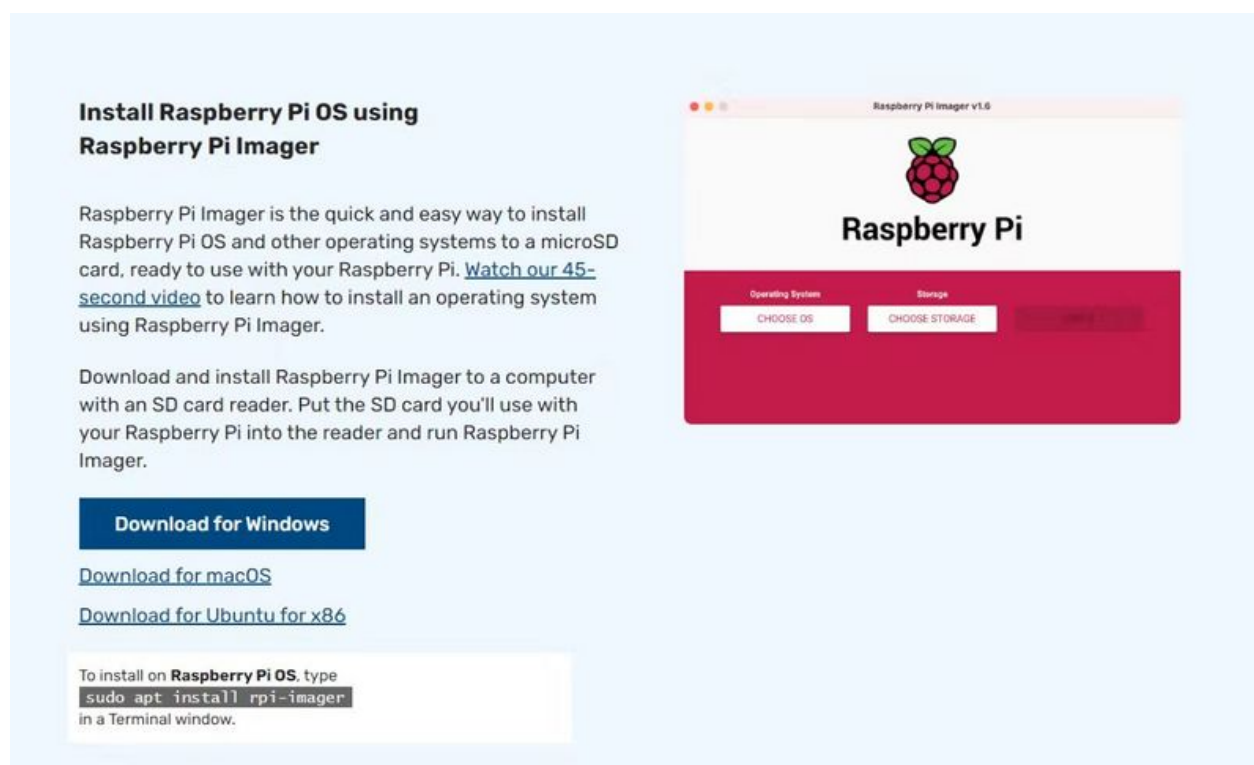 Install Raspberry Pi OS using
Raspberry Pi Imager
Raspberry Pi Imager is the quick and easy way to install
Raspberry Pi OS and other operating systems to a microSD
card, ready to use with your Raspberry Pi. Watch our 45-
second video to learn how to install an operating system
using Raspberry Pi Imager.
Download and install Raspberry Pi Imager to a computer
with an SD card reader. Put the SD card you'll use with
your Raspberry Pi into the reader and run Raspberry Pi
Imager.
Download for Windows
Download for macOS
Download for Ubuntu for x86
To install on Raspberry Pi OS, type
sudo apt install rpi-imager
in a Terminal window.
Raspberry Pi Imager v1.6
Raspberry Pi
Operating System
Storage
CHOOSE OS
CHOOSE STORAGE